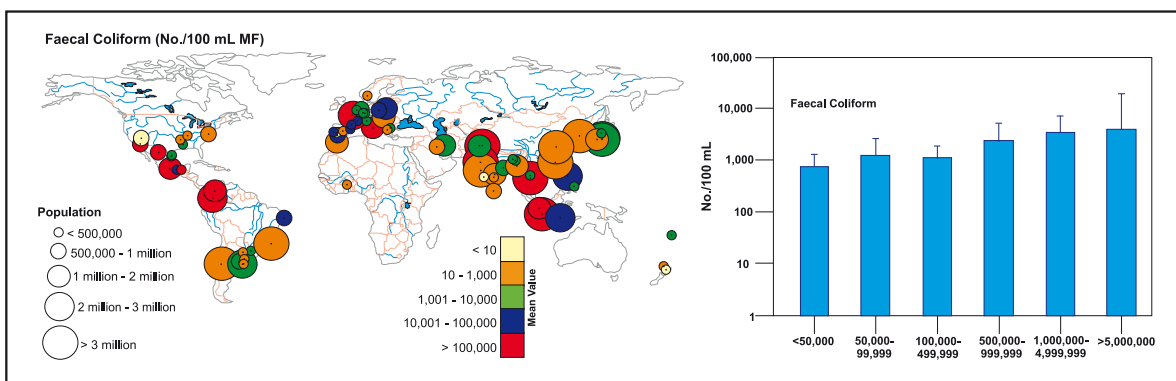 Faecal Coliform (No./100 mL MF)
Population
< 500,000
500,000 - 1 million
1 million - 2 million
2 million - 3 million
> 3 million
< 10
10 - 1,000
1,001 - 10,000
10,001 - 100,000
> 100,000
Mean Value
100,000
10,000
1,000
100
10
1
No./100 mL
Faecal Coliform
<50,000
50,000-
99,999
100,000-
499,999
500,000-
999,999
1,000,000-
4,999,999
>5,000,000